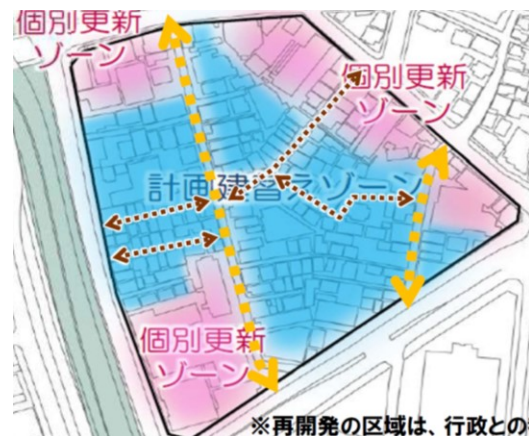 個別更新
ゾーン
個別更新
ゾーン
計画建替えゾーン
個別更新
ゾーン
※再開発の区域は、行政との